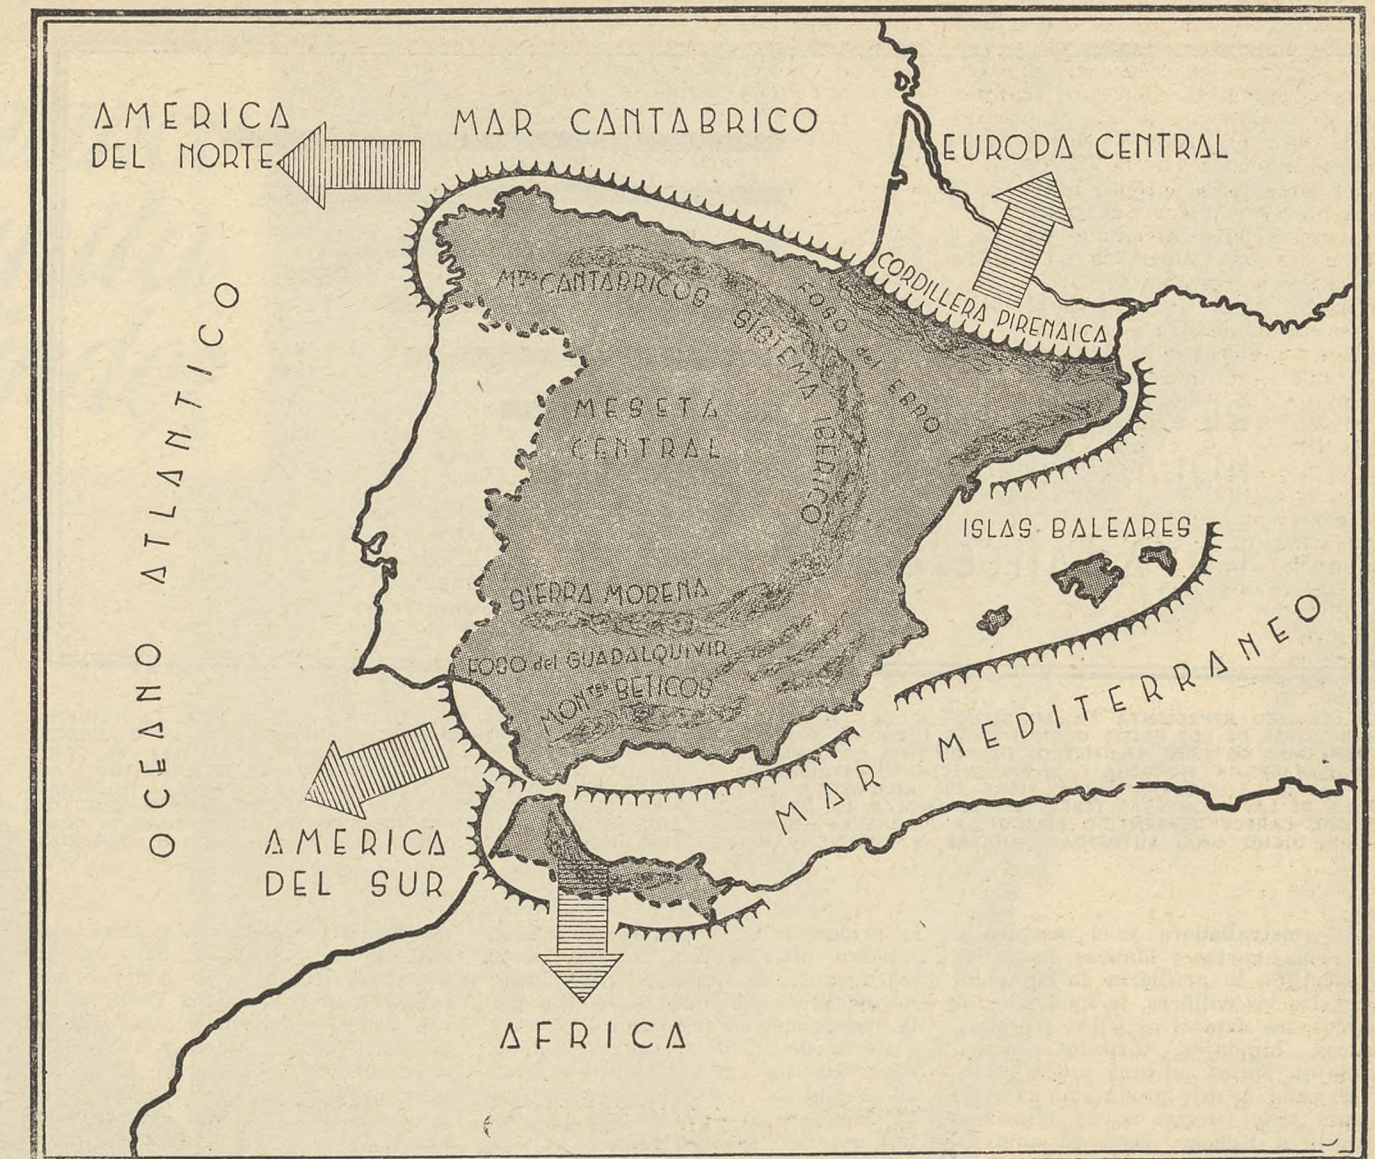 AMERICA
DEL NORTE
MAR CANTABRICO
EUROPA CENTRAL
CORDILLERA PIRENAICA
Mtes CANTABRICOS
SISTEMA IBERICO
FOSO del EBRO
MESETA
CENTRAL
OCEANO ATLANTICO
ISLAS BALEARES
SIERRA MORENA
FOSO del GUADALQUIVIR
MONtes BETICOS
MAR MEDITERRANEO
AMERICA
DEL SUR
AFRICA